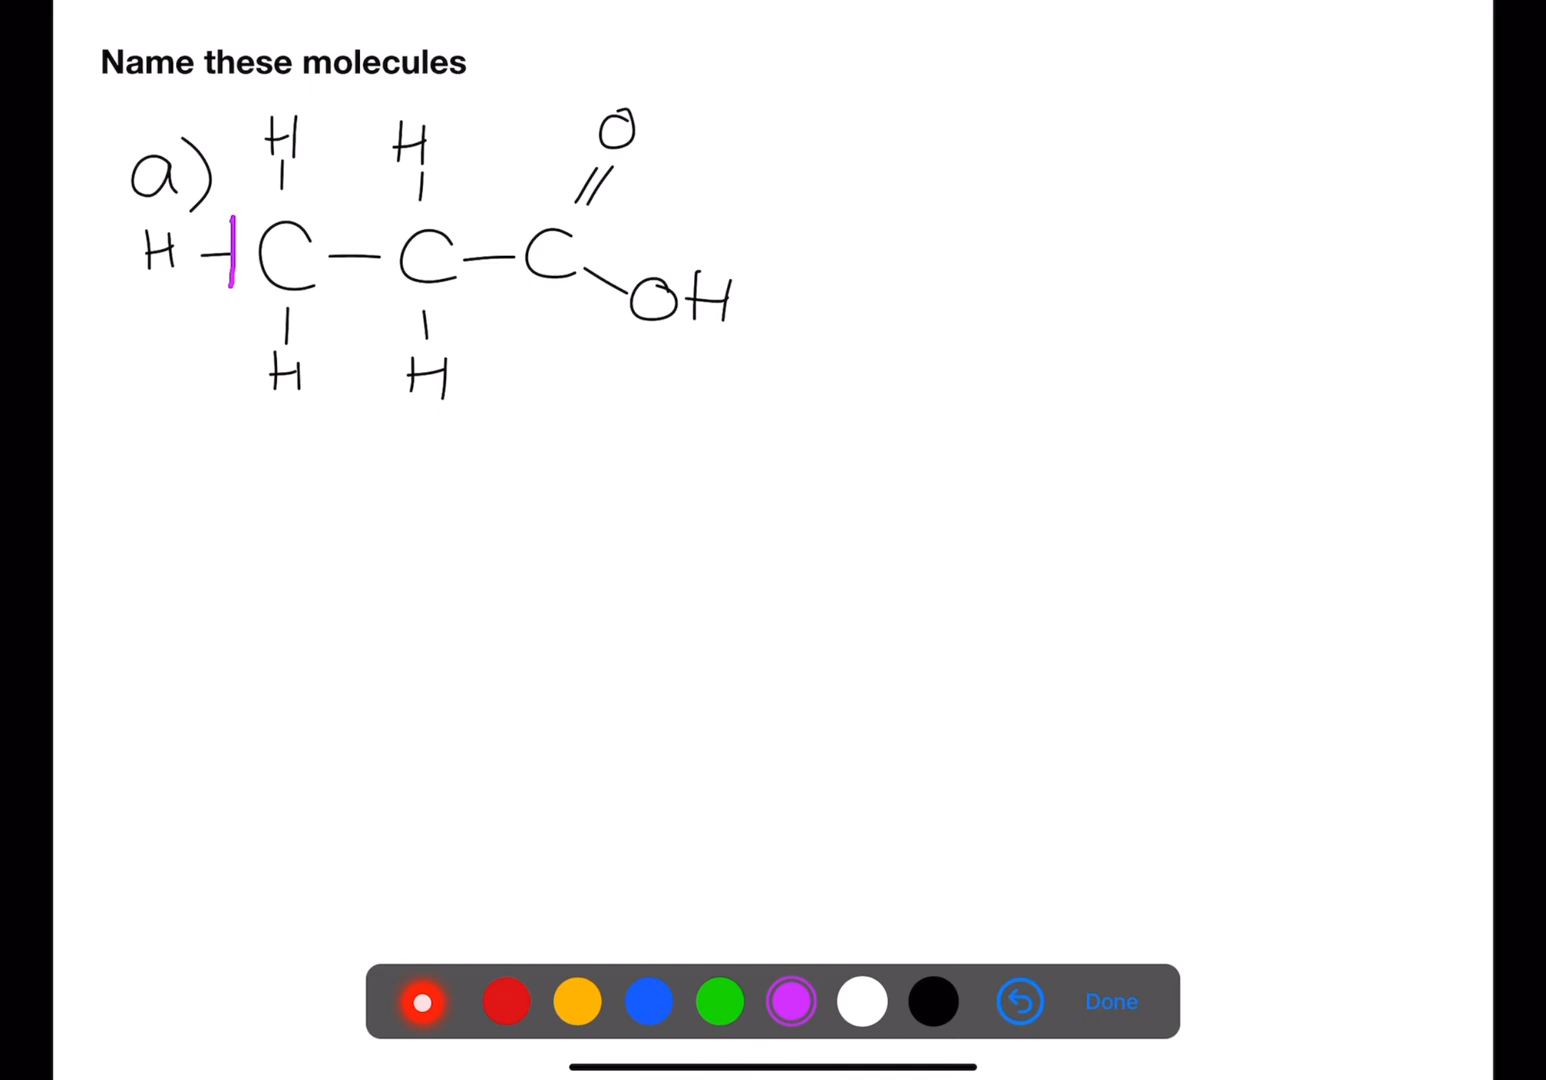 Name these molecules
a) H H O
H - C - C - C
OH
H H
Done